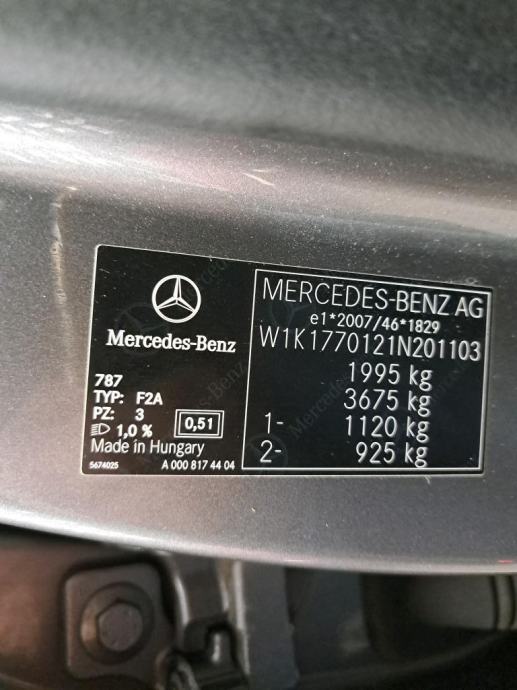 Mercedes-Benz
787
TYP: F2A
PZ: 3
1,0 % 0,51
Made in Hungary
5674025 A 000 817 44 04
MERCEDES-BENZ AG
e1*2007/46*1829
W1K1770121N201103
1995 kg
3675 kg
1- 1120 kg
2- 925 kg